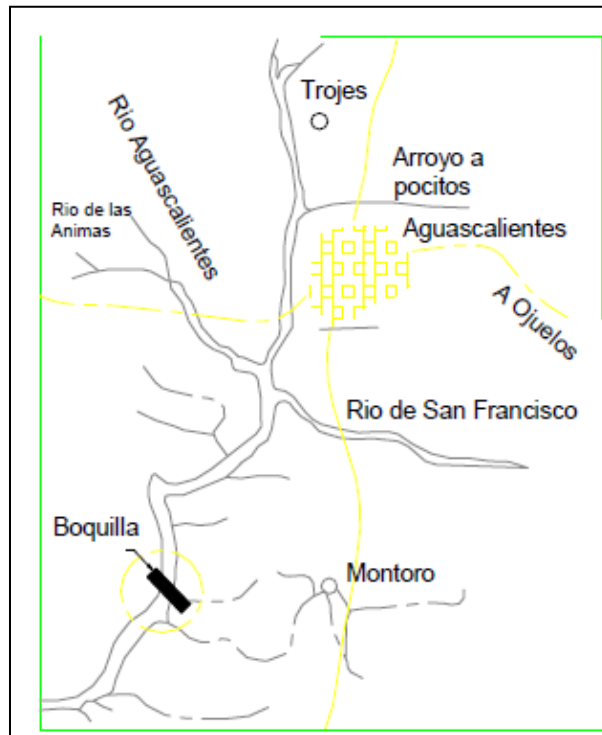 Trojes
Rio Aguascalientes
Arroyo a
pocitos
Rio de las
Animas
Aguascalientes
A Ojuelos
Rio de San Francisco
Boquilla
Montoro